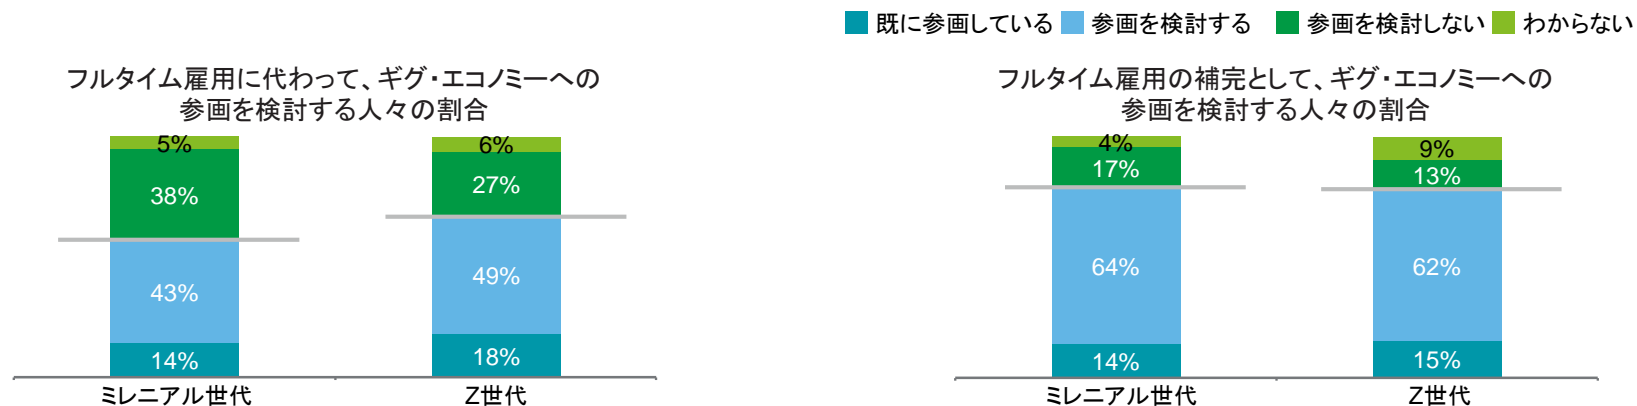 既に参画している 参画を検討する 参画を検討しない わからない
フルタイム雇用に代わって、ギグ・エコノミーへの
参画を検討する人々の割合
5%
38%
43%
14%
ミレニアル世代
6%
27%
49%
18%
Z世代
フルタイム雇用の補完として、ギグ・エコノミーへの
参画を検討する人々の割合
4%
17%
64%
14%
ミレニアル世代
9%
13%
62%
15%
Z世代